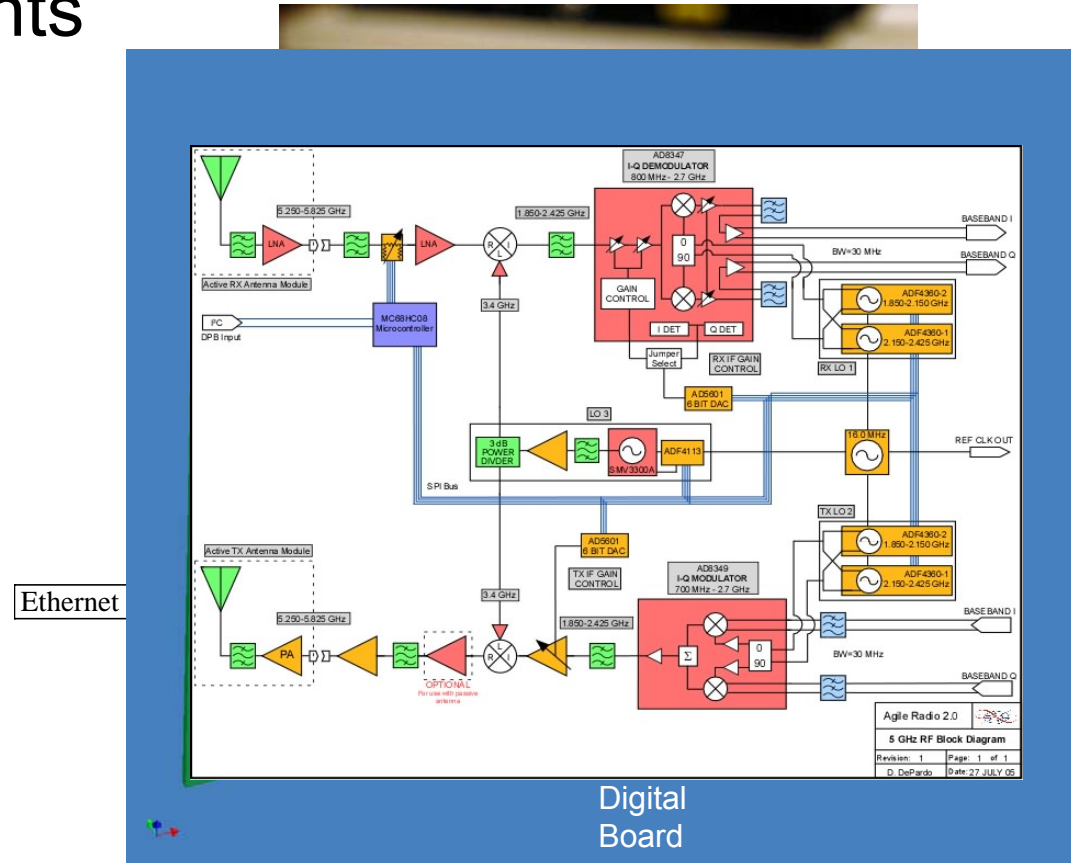 nts
AD8347
I-Q DEMODULATOR
800 MHz - 2.7 GHz
5.250-5.825 GHz
1.850-2.425 GHz
LNA
LNA
R I
L
0
90
BASEBAND I
BW=30 MHz
BASEBAND Q
Active RX Antenna Module
3.4 GHz
GAIN
CONTROL
ADF4360-2
1.850-2.150 GHz
I²C
DPB Input
MC68HC08
Microcontroller
I DET
Q DET
ADF4360-1
2.150-2.425 GHz
Jumper
Select
RX IF GAIN
CONTROL
RX LO 1
AD5601
6 BIT DAC
LO 3
3 dB
POWER
DIVDER
SMV3300A
ADF4113
16.0 MHz
REF CLK OUT
SPI Bus
TX LO 2
Active TX Antenna Module
AD5601
6 BIT DAC
ADF4360-2
1.850-2.150 GHz
TX IF GAIN
CONTROL
AD8349
I-Q MODULATOR
700 MHz - 2.7 GHz
ADF4360-1
2.150-2.425 GHz
Ethernet
3.4 GHz
5.250-5.825 GHz
1.850-2.425 GHz
BASEBAND I
PA
L
R I
Σ
0
90
BW=30 MHz
OPTIONAL
For use with passive
antenna
BASEBAND Q
Agile Radio 2.0
5 GHz RF Block Diagram
Revision: 1 Page: 1 of 1
D. DePardo Date: 27 JULY 05
Digital
Board